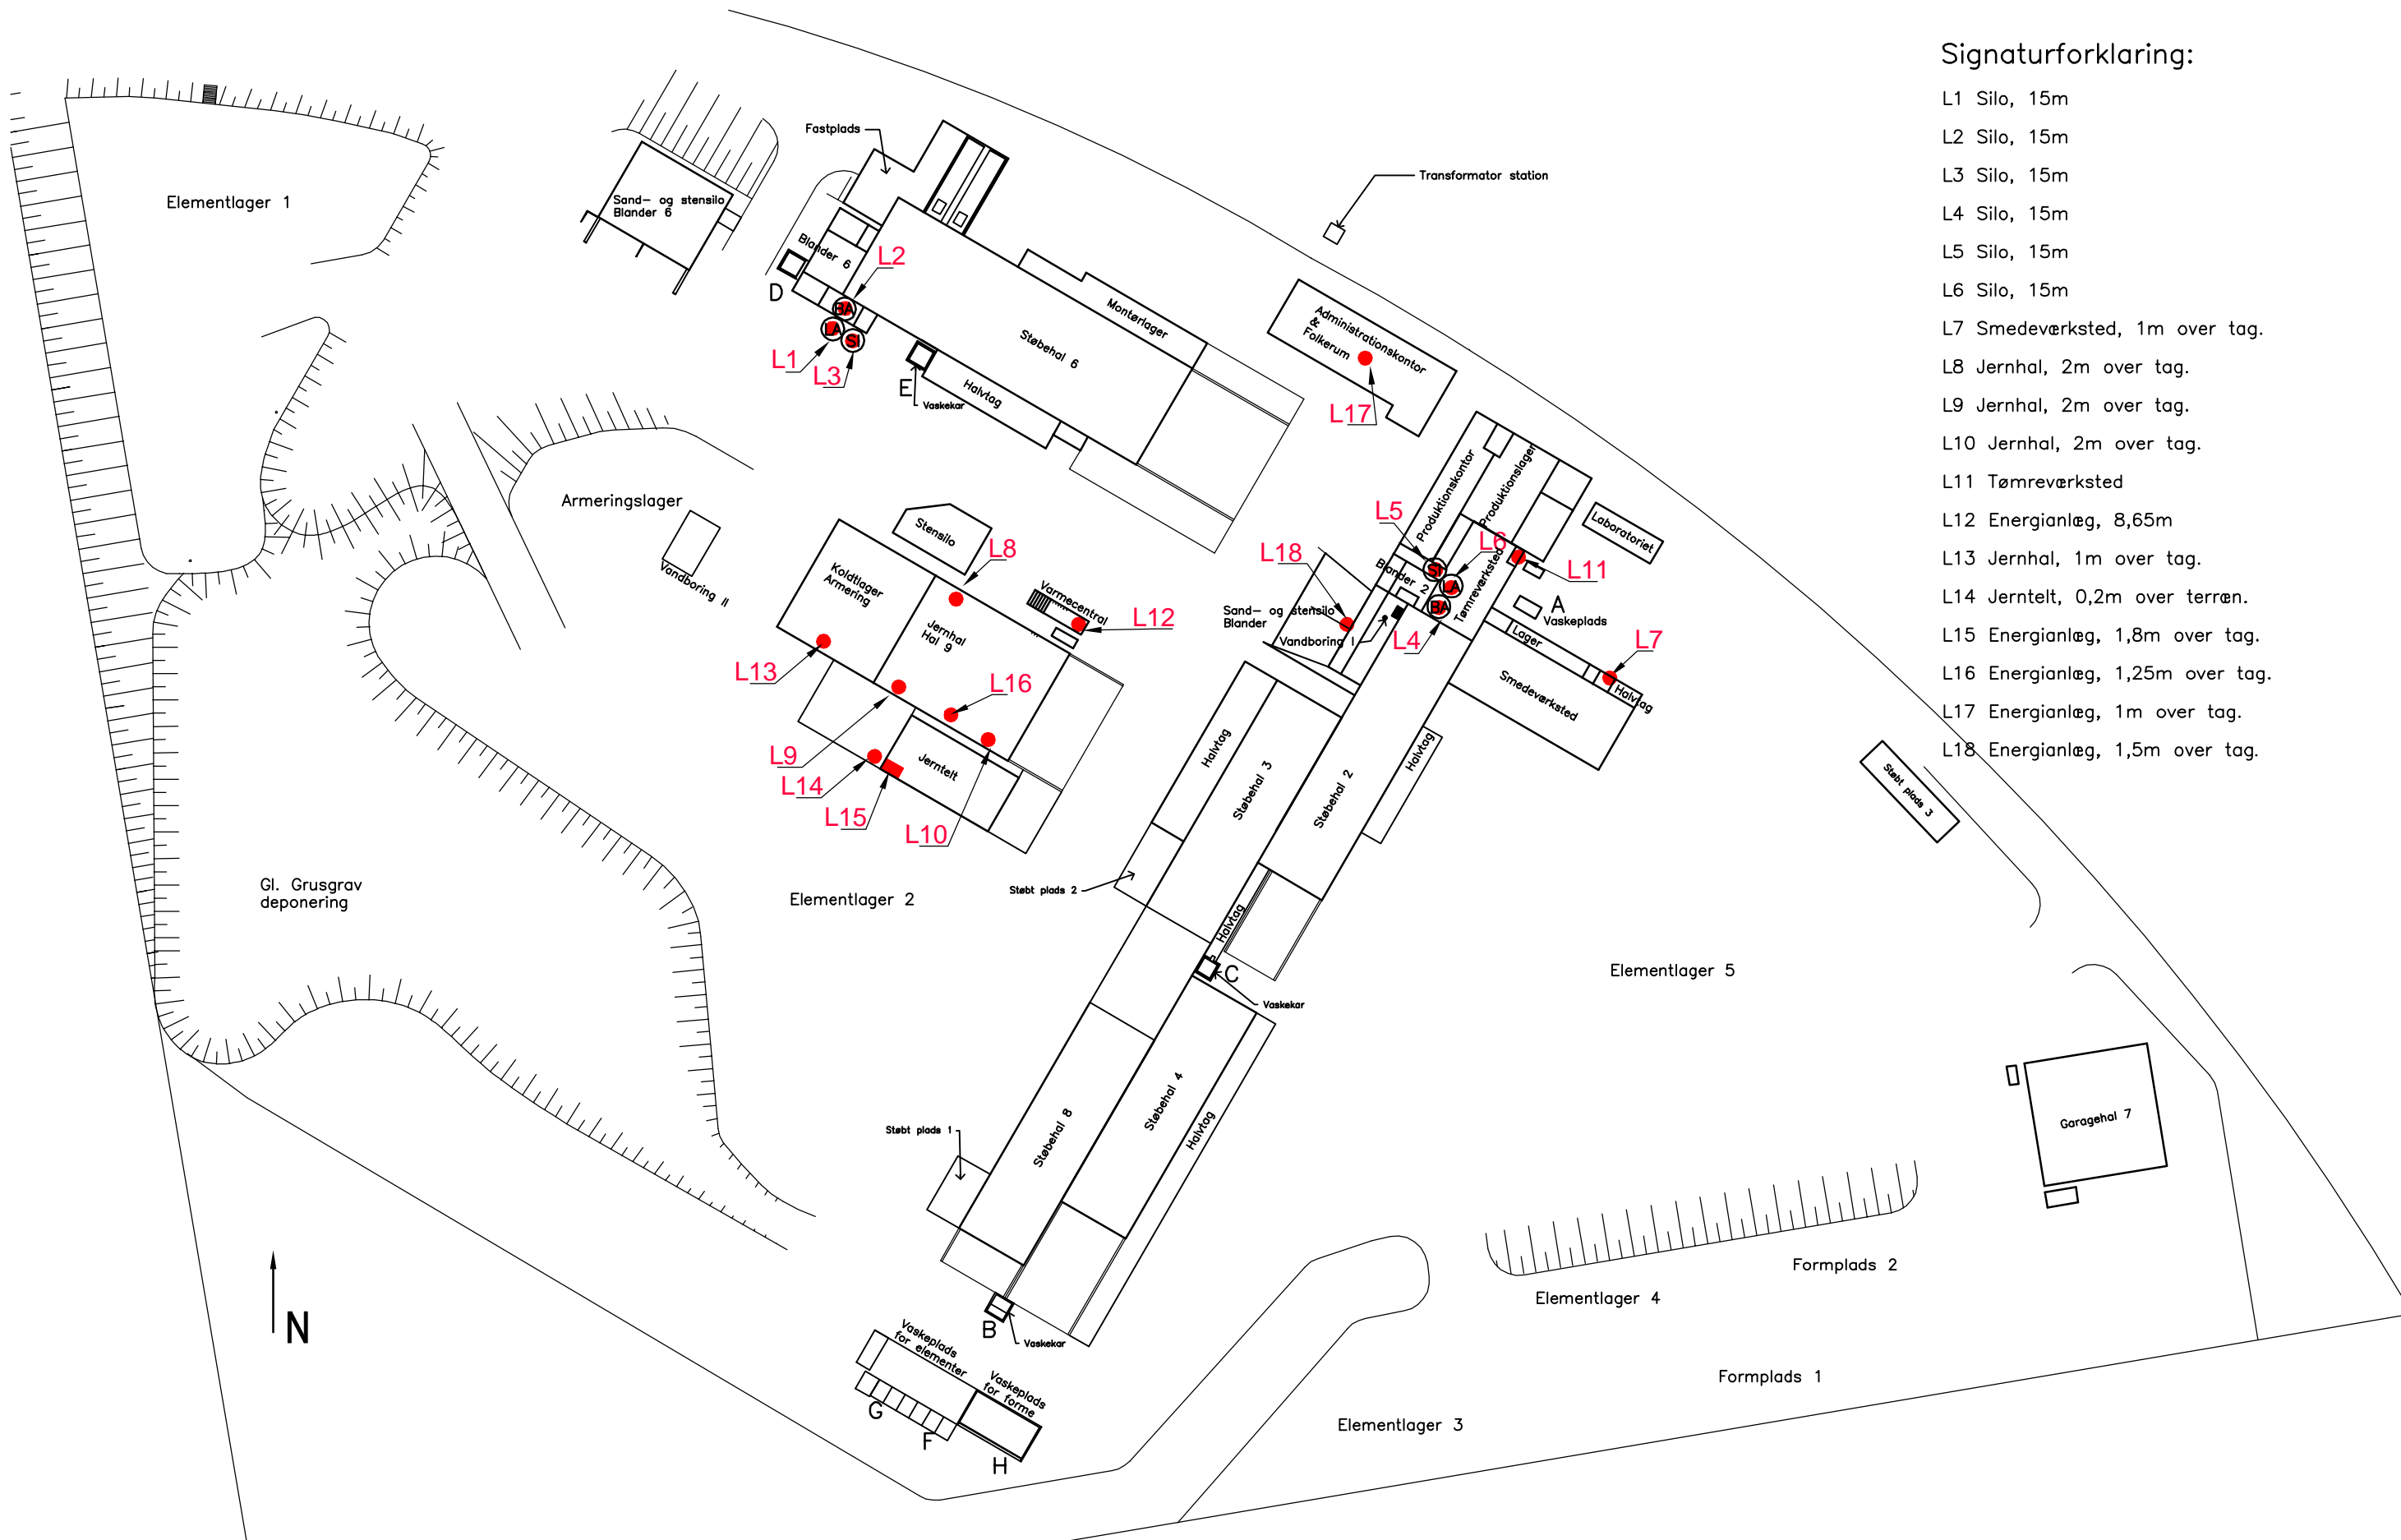 Signaturforklaring:
L1 Silo, 15m
L2 Silo, 15m
L3 Silo, 15m
L4 Silo, 15m
L5 Silo, 15m
L6 Silo, 15m
L7 Smedeværksted, 1m over tag.
L8 Jernhal, 2m over tag.
L9 Jernhal, 2m over tag.
L10 Jernhal, 2m over tag.
L11 Tømreværksted
L12 Energianlæg, 8,65m
L13 Jernhal, 1m over tag.
L14 Jerntelt, 0,2m over terræn.
L15 Energianlæg, 1,8m over tag.
L16 Energianlæg, 1,25m over tag.
L17 Energianlæg, 1m over tag.
L18 Energianlæg, 1,5m over tag.
Elementlager 1
Sand- og stensilo
Blander 6
Fastplads
Blander 6
D
L2
BA
LA
SI
L1
L3
E
Vaskekar
Halvtag
Støbehal 6
Montørlager
Transformator station
Administrationskontor
&
Folkerum
L17
Armeringslager
Vandboring II
Stensilo
L8
Koldtlager
Armering
Jernhal
Hal 9
Varmecentral
L12
L13
L16
L9
L14
L15
L10
Jerntelt
Produktionskontor
Produktionslager
Laboratoriet
L5
L6
L18
SI
LA
BA
Blander 2
Tømreværksted
L11
Sand- og stensilo
Blander
Vandboring I
L4
A
Vaskeplads
Lager
L7
Halvtag
Smedeværksted
Halvtag
Støbehal 3
Støbehal 2
Halvtag
Støbt plads 3
Støbt plads 2
Halvtag
C
Vaskekar
Gl. Grusgrav
deponering
Elementlager 2
Elementlager 5
Støbt plads 1
Støbehal 8
Støbehal 4
Halvtag
Garagehal 7
N
B
Vaskekar
Vaskeplads
for elementer
Vaskeplads
for forme
G
F
H
Formplads 2
Elementlager 4
Formplads 1
Elementlager 3